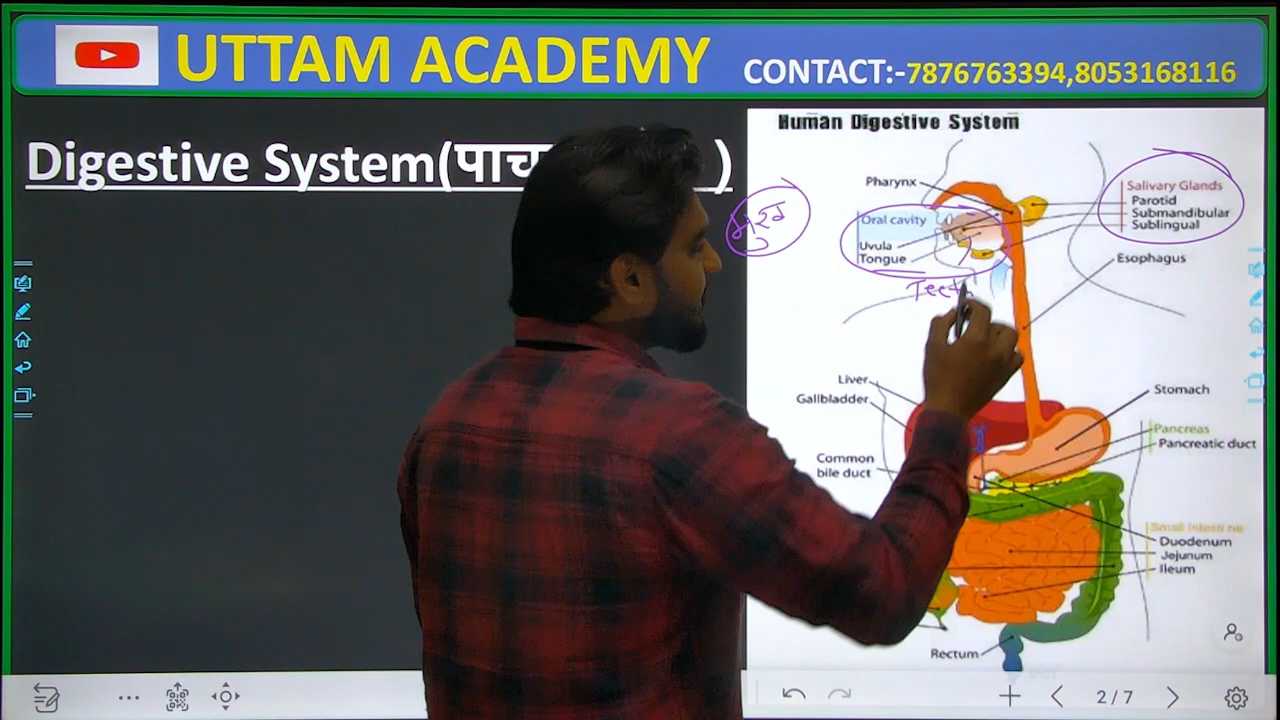 UTTAM ACADEMY
CONTACT:-7876763394,8053168116
Digestive System(पाच )
Human Digestive System
Pharynx
Salivary Glands
Parotid
Submandibular
Sublingual
Oral cavity
Uvula
Tongue
Teeth
Esophagus
Liver
Gallbladder
Stomach
Pancreas
Pancreatic duct
Common
bile duct
Small Intesti ne
Duodenum
Jejunum
Ileum
Rectum
2/7